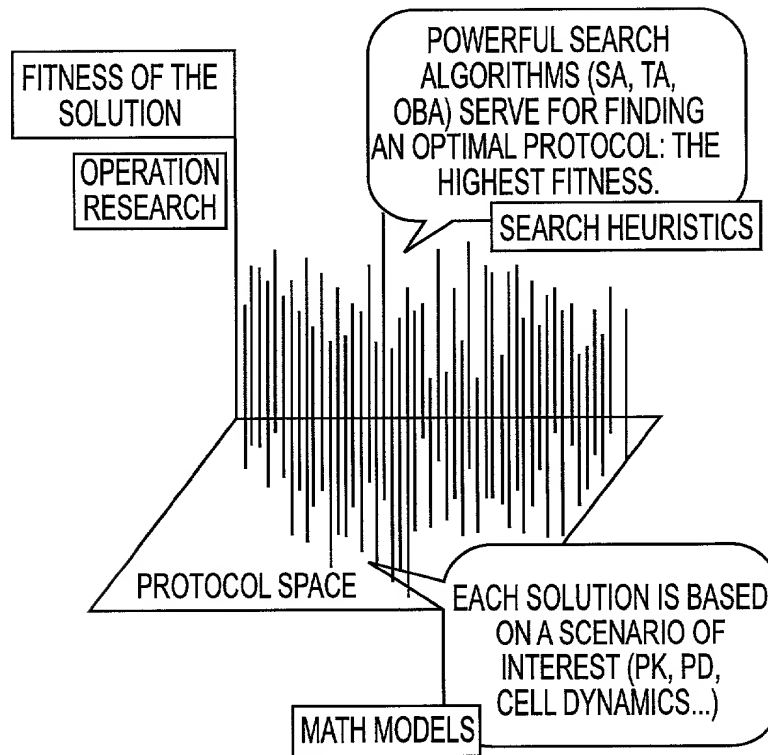 FITNESS OF THE
SOLUTION
OPERATION
RESEARCH
POWERFUL SEARCH
ALGORITHMS (SA, TA,
OBA) SERVE FOR FINDING
AN OPTIMAL PROTOCOL: THE
HIGHEST FITNESS.
SEARCH HEURISTICS
PROTOCOL SPACE
EACH SOLUTION IS BASED
ON A SCENARIO OF
INTEREST (PK, PD,
CELL DYNAMICS...)
MATH MODELS